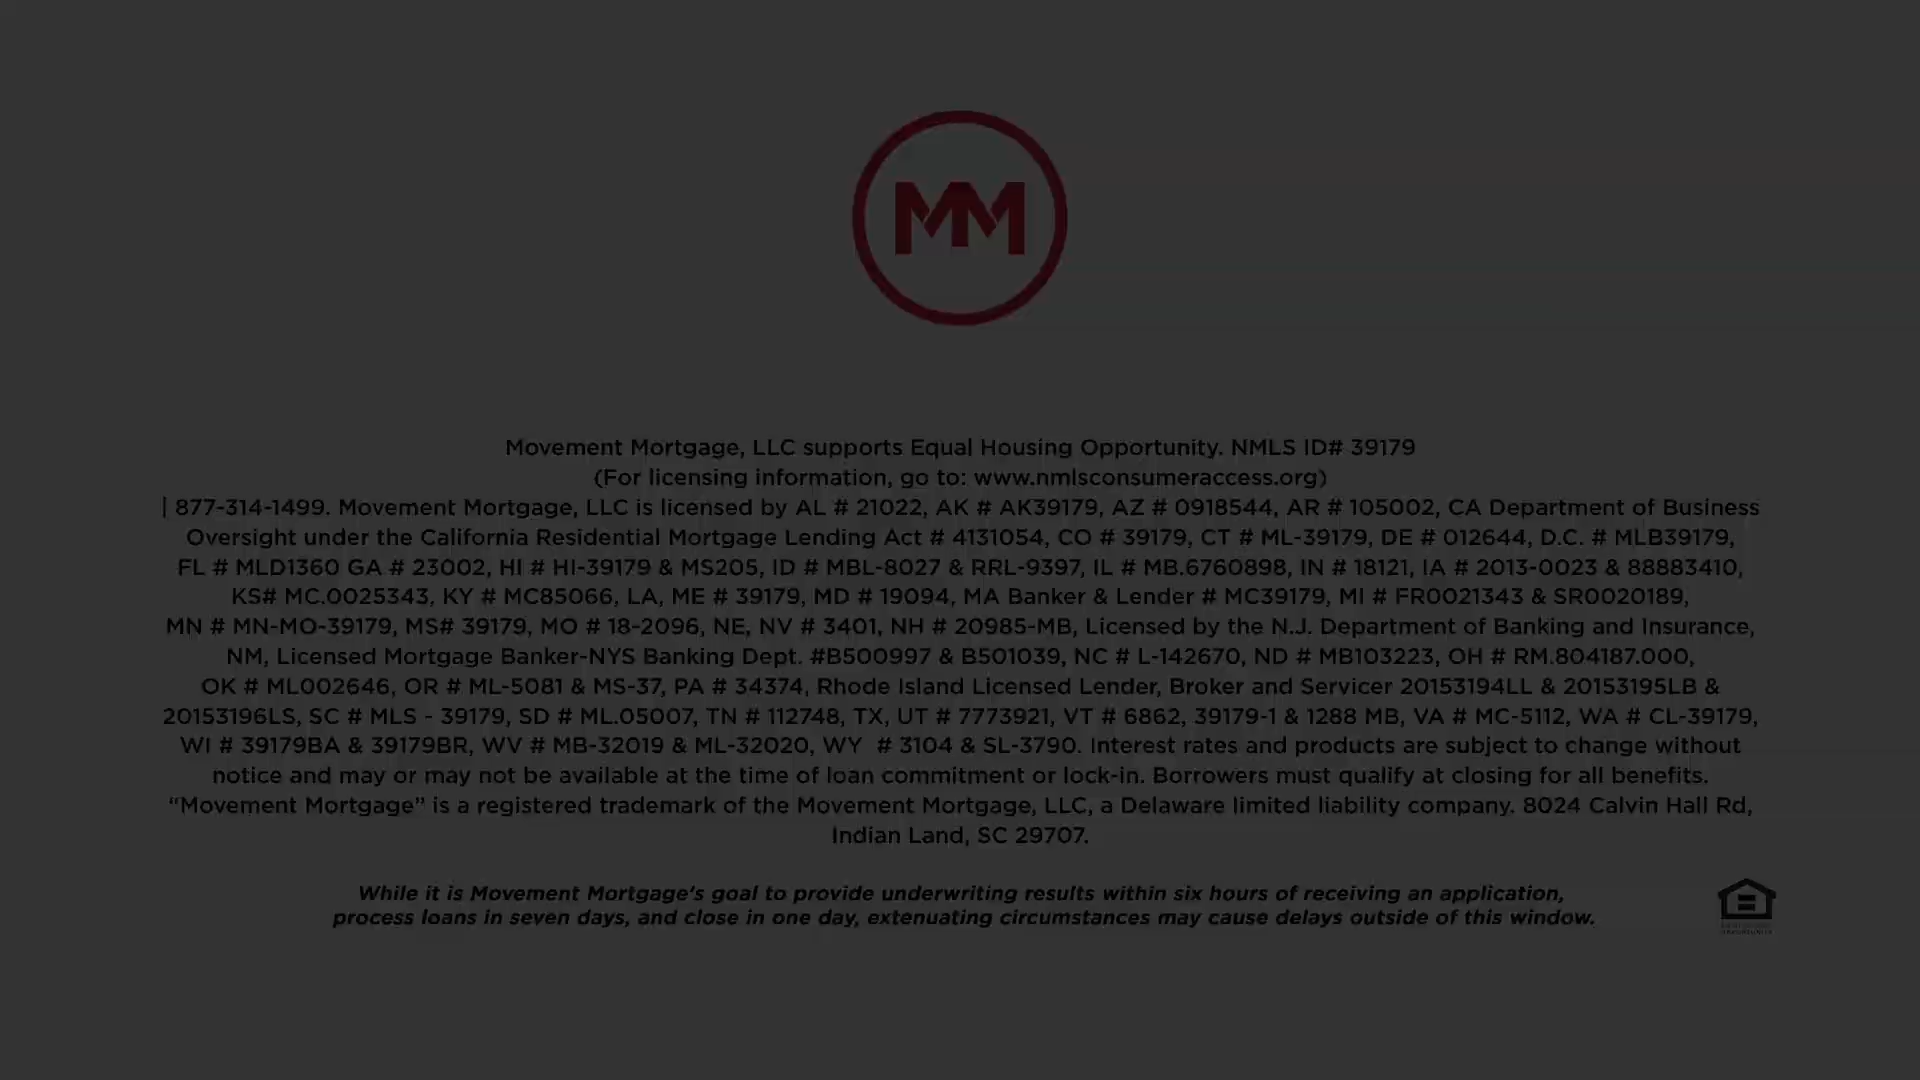 MM
Movement Mortgage, LLC supports Equal Housing Opportunity. NMLS ID# 39179
(For licensing information, go to: www.nmlsconsumeraccess.org)
| 877-314-1499. Movement Mortgage, LLC is licensed by AL # 21022, AK # AK39179, AZ # 0918544, AR # 105002, CA Department of Business
Oversight under the California Residential Mortgage Lending Act # 4131054, CO # 39179, CT # ML-39179, DE # 012644, D.C. # MLB39179,
FL # MLD1360 GA # 23002, HI # HI-39179 & MS205, ID # MBL-8027 & RRL-9397, IL # MB.6760898, IN # 18121, IA # 2013-0023 & 88883410,
KS# MC.0025343, KY # MC85066, LA, ME # 39179, MD # 19094, MA Banker & Lender # MC39179, MI # FR0021343 & SR0020189,
MN # MN-MO-39179, MS# 39179, MO # 18-2096, NE, NV # 3401, NH # 20985-MB, Licensed by the N.J. Department of Banking and Insurance,
NM, Licensed Mortgage Banker-NYS Banking Dept. #B500997 & B501039, NC # L-142670, ND # MB103223, OH # RM.804187.000,
OK # ML002646, OR # ML-5081 & MS-37, PA # 34374, Rhode Island Licensed Lender, Broker and Servicer 20153194LL & 20153195LB &
20153196LS, SC # MLS - 39179, SD # ML.05007, TN # 112748, TX, UT # 7773921, VT # 6862, 39179-1 & 1288 MB, VA # MC-5112, WA # CL-39179,
WI # 39179BA & 39179BR, WV # MB-32019 & ML-32020, WY # 3104 & SL-3790. Interest rates and products are subject to change without
notice and may or may not be available at the time of loan commitment or lock-in. Borrowers must qualify at closing for all benefits.
“Movement Mortgage” is a registered trademark of the Movement Mortgage, LLC, a Delaware limited liability company. 8024 Calvin Hall Rd,
Indian Land, SC 29707.
While it is Movement Mortgage's goal to provide underwriting results within six hours of receiving an application,
process loans in seven days, and close in one day, extenuating circumstances may cause delays outside of this window.